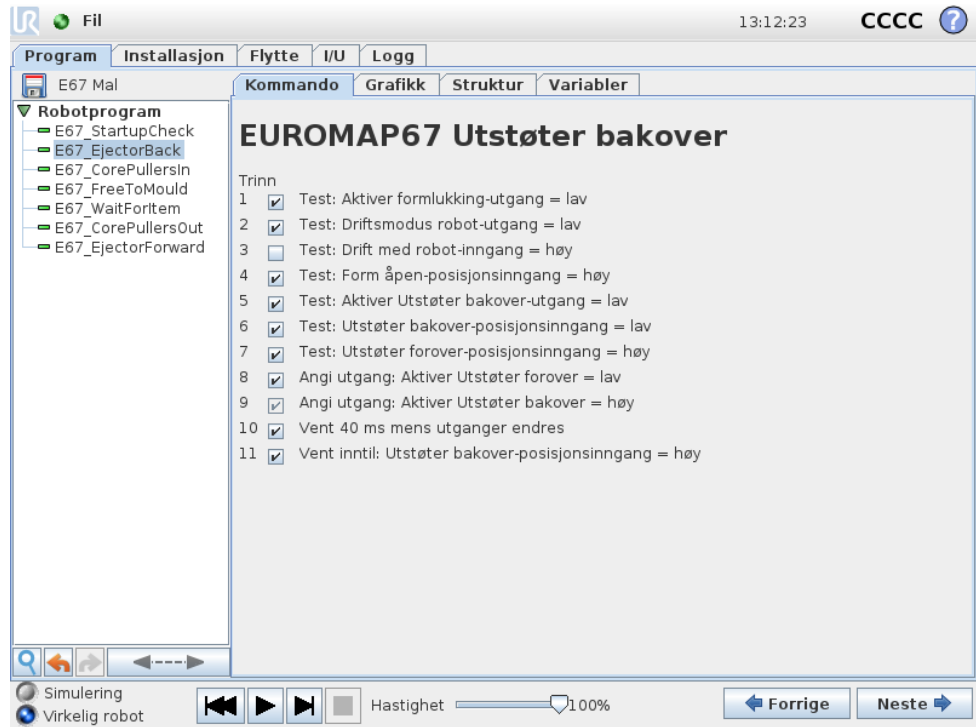 UR Fil 13:12:23 CCCC ?
Program Installasjon Flytte I/U Logg
E67 Mal Kommando Grafikk Struktur Variabler
Robotprogram
E67_StartupCheck
E67_EjectorBack
E67_CorePullersIn
E67_FreeToMould
E67_WaitForItem
E67_CorePullersOut
E67_EjectorForward
EUROMAP67 Utstøter bakover
Trinn
1 Test: Aktiver formlukking-utgang = lav
2 Test: Driftsmodus robot-utgang = lav
3 Test: Drift med robot-inngang = høy
4 Test: Form åpen-posisjonsinngang = høy
5 Test: Aktiver Utstøter bakover-utgang = lav
6 Test: Utstøter bakover-posisjonsinngang = lav
7 Test: Utstøter forover-posisjonsinngang = høy
8 Angi utgang: Aktiver Utstøter forover = lav
9 Angi utgang: Aktiver Utstøter bakover = høy
10 Vent 40 ms mens utganger endres
11 Vent inntil: Utstøter bakover-posisjonsinngang = høy
Simulering
Virkelig robot
Hastighet 100% Forrige Neste